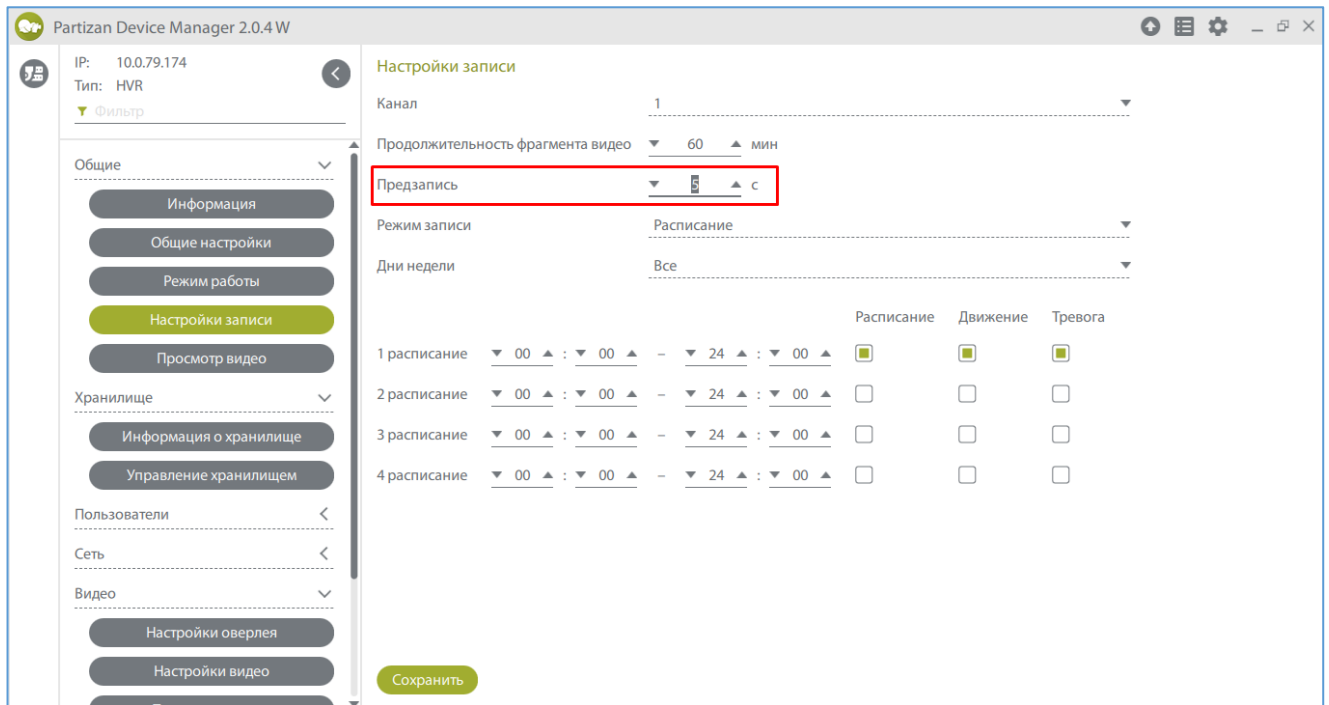 Partizan Device Manager 2.0.4 W
IP: 10.0.79.174
Тип: HVR
Фильтр
Общие
Информация
Общие настройки
Режим работы
Настройки записи
Просмотр видео
Хранилище
Информация о хранилище
Управление хранилищем
Пользователи
Сеть
Видео
Настройки оверлея
Настройки видео
Настройки записи
Канал 1
Продолжительность фрагмента видео 60 мин
Предзапись 5 с
Режим записи Расписание
Дни недели Все
Расписание Движение Тревога
1 расписание 00 : 00 – 24 : 00
2 расписание 00 : 00 – 24 : 00
3 расписание 00 : 00 – 24 : 00
4 расписание 00 : 00 – 24 : 00
Сохранить